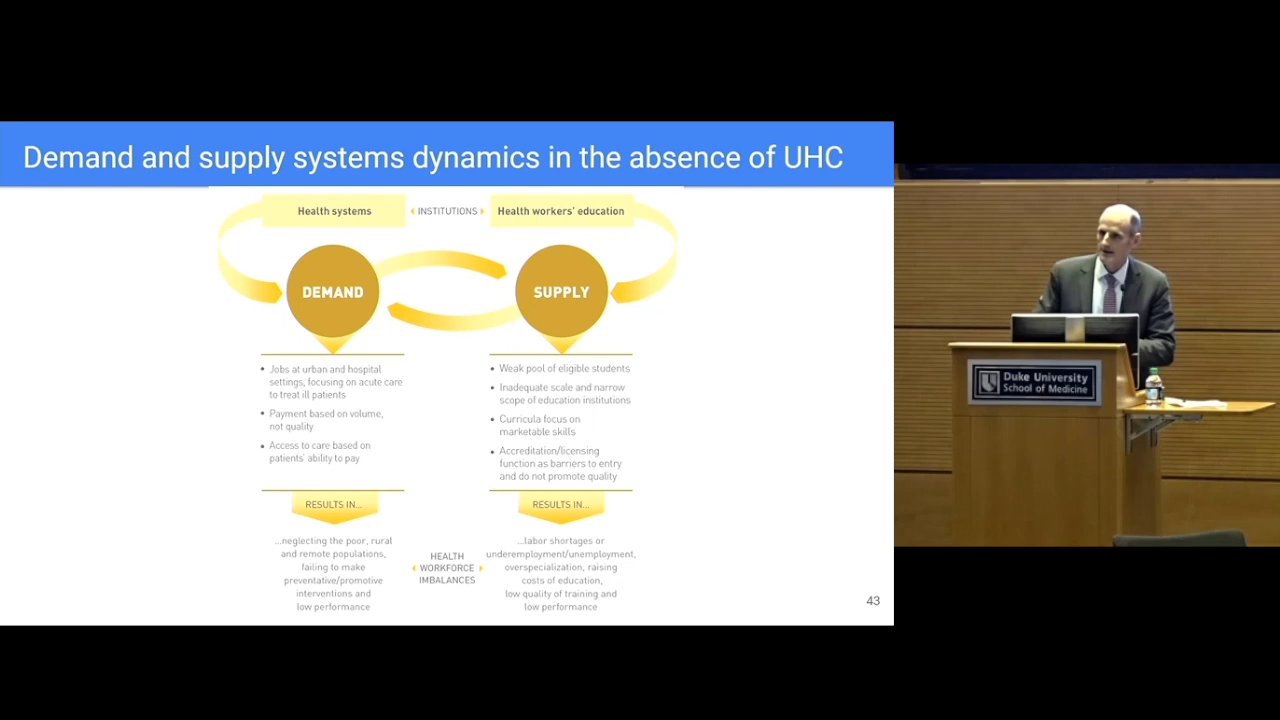 Demand and supply systems dynamics in the absence of UHC
Health systems
INSTITUTIONS
Health workers' education
DEMAND
SUPPLY
• Jobs at urban and hospital
settings, focusing on acute care
to treat ill patients
• Payment based on volume,
not quality
• Access to care based on
patients' ability to pay
• Weak pool of eligible students
• Inadequate scale and narrow
scope of education institutions
• Curricula focus on
marketable skills
• Accreditation/licensing
function as barriers to entry
and do not promote quality
RESULTS IN...
RESULTS IN...
...neglecting the poor, rural
and remote populations,
failing to make
preventative/promotive
interventions and
low performance
HEALTH
WORKFORCE
IMBALANCES
...labor shortages or
underemployment/unemployment,
overspecialization, raising
costs of education,
low quality of training and
low performance
43
Duke University
School of Medicine